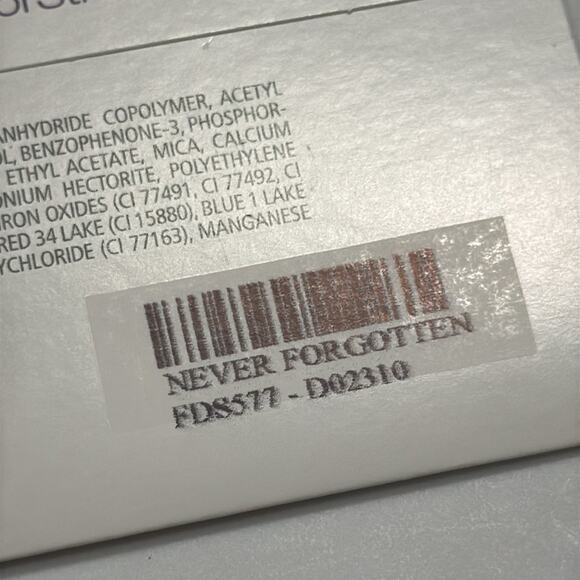 ANHYDRIDE COPOLYMER, ACETYL
BENZOPHENONE-3, PHOSPHOR-
ETHYL ACETATE, MICA, CALCIUM
ONIUM HECTORITE, POLYETHYLENE
IRON OXIDES (CI 77491, CI 77492, CI
RED 34 LAKE (CI 15880), BLUE 1 LAKE
YCHLORIDE (CI 77163), MANGANESE
NEVER FORGOTTEN
FDS577 - D02310